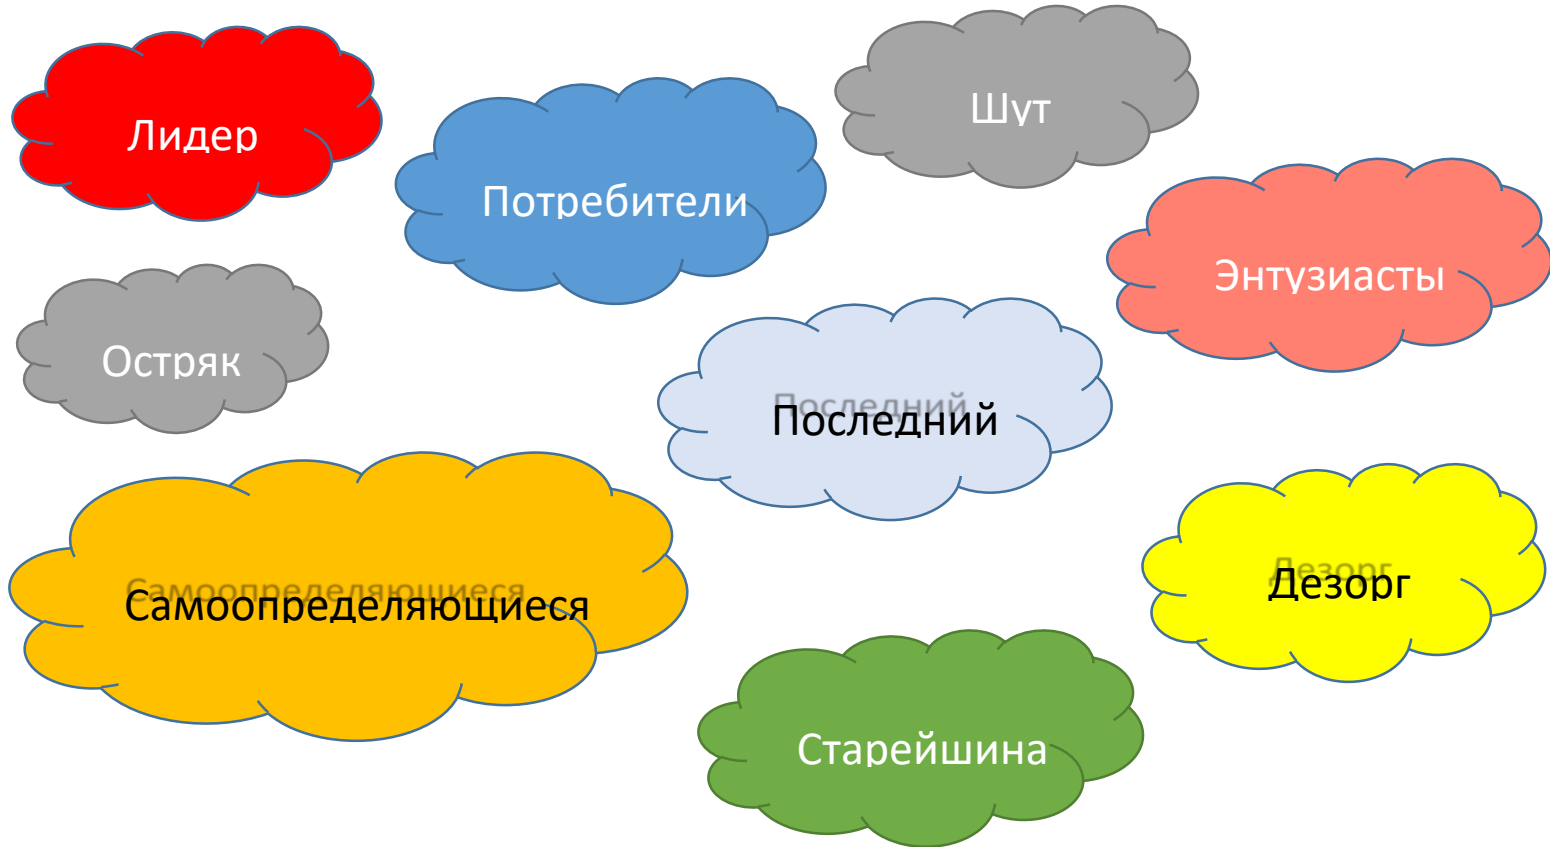 Лидер
Потребители
Шут
Энтузиасты
Остряк
Последний
Самоопределяющиеся
Дезорг
Старейшина